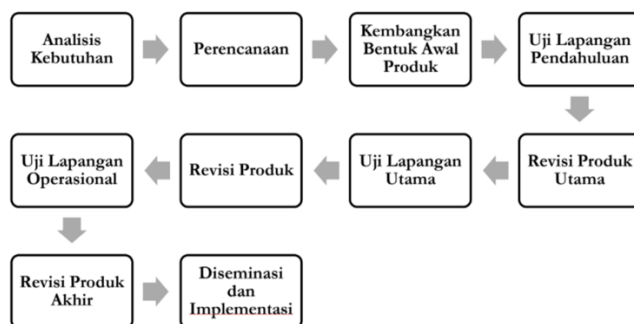 Analisis
Kebutuhan
Perencanaan
Kembangkan
Bentuk Awal
Produk
Uji Lapangan
Pendahuluan
Revisi Produk
Utama
Uji Lapangan
Utama
Revisi Produk
Uji Lapangan
Operasional
Revisi Produk
Akhir
Diseminasi
dan
Implementasi